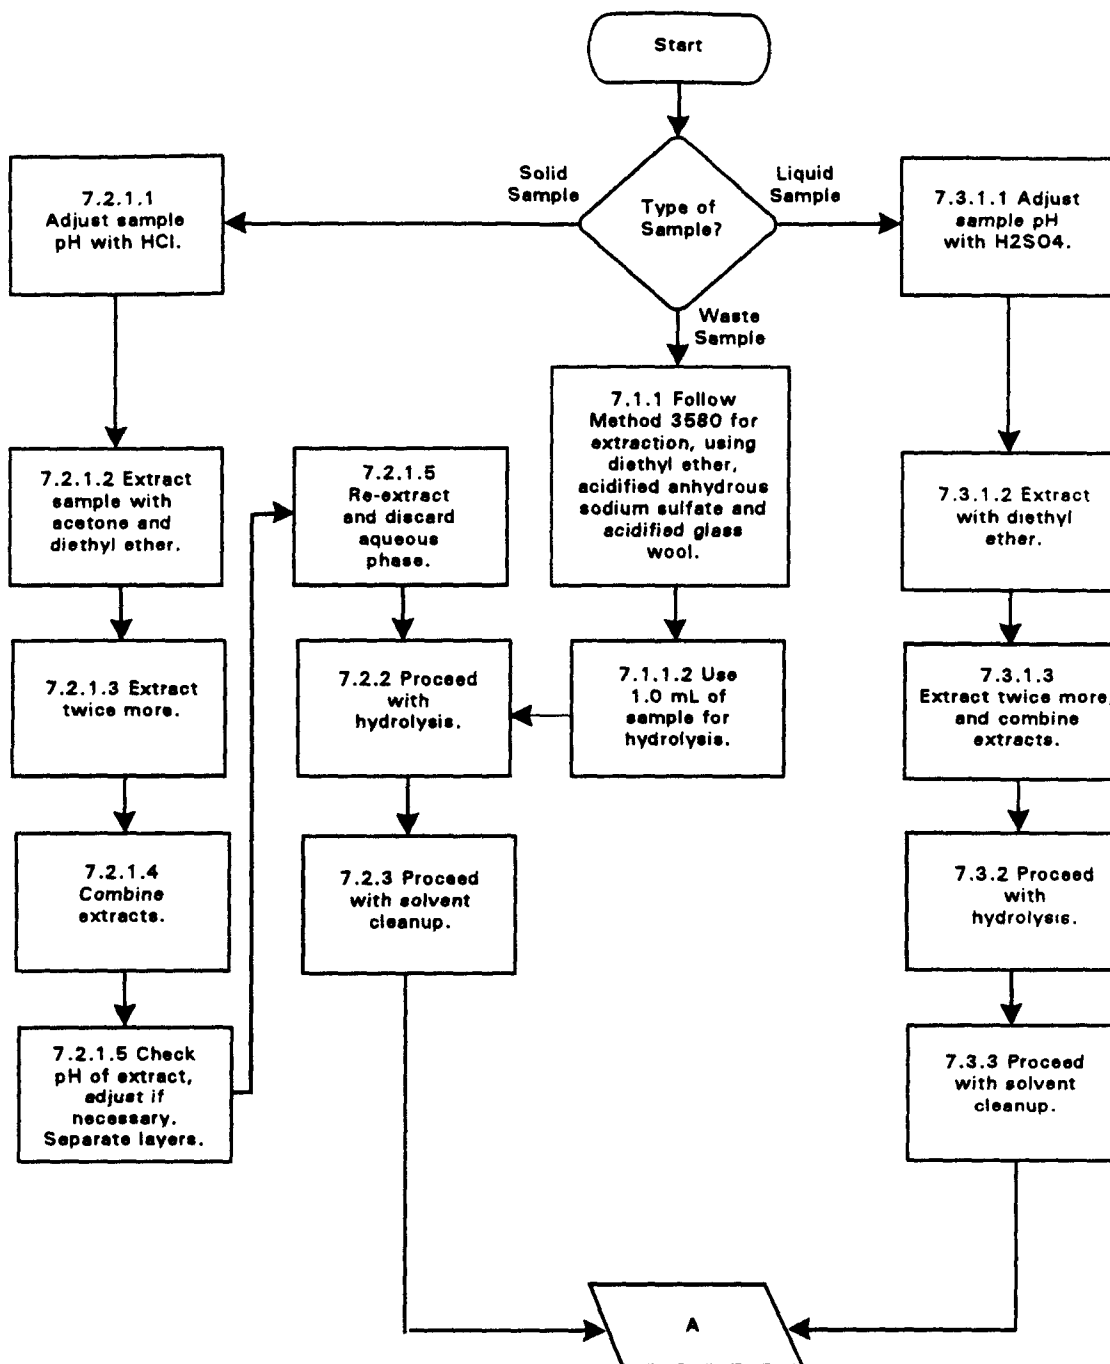 Start
Type of
Sample?
Solid
Sample
Liquid
Sample
Waste
Sample
7.2.1.1
Adjust sample
pH with HCl.
7.3.1.1 Adjust
sample pH
with H2SO4.
7.1.1 Follow
Method 3580 for
extraction, using
diethyl ether,
acidified anhydrous
sodium sulfate and
acidified glass
wool.
7.2.1.2 Extract
sample with
acetone and
diethyl ether.
7.2.1.5
Re-extract
and discard
aqueous
phase.
7.3.1.2 Extract
with diethyl
ether.
7.2.1.3 Extract
twice more.
7.2.2 Proceed
with
hydrolysis.
7.1.1.2 Use
1.0 mL of
sample for
hydrolysis.
7.3.1.3
Extract twice more,
and combine
extracts.
7.2.1.4
Combine
extracts.
7.2.3 Proceed
with solvent
cleanup.
7.3.2 Proceed
with
hydrolysis.
7.2.1.5 Check
pH of extract,
adjust if
necessary.
Separate layers.
7.3.3 Proceed
with solvent
cleanup.
A